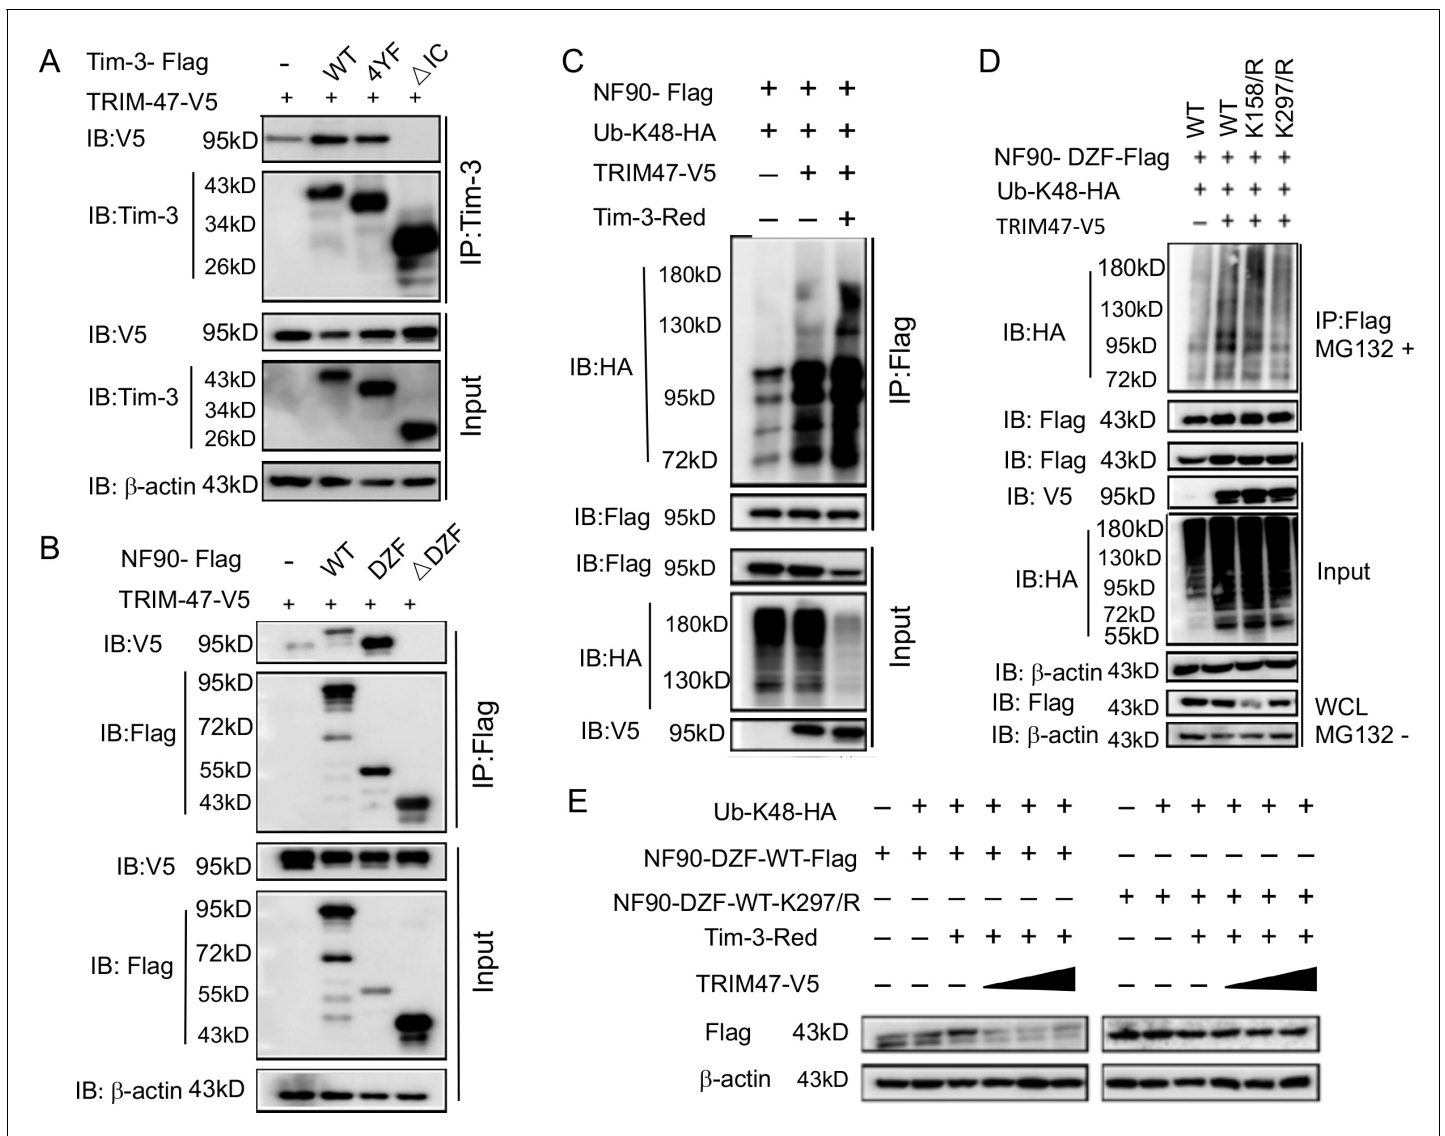 A
Tim-3- Flag - WT 4YF △IC
TRIM-47-V5 + + + +
IB:V5 95kD
IB:Tim-3 43kD
34kD
26kD
IP:Tim-3
IB:V5 95kD
IB:Tim-3 43kD
34kD
26kD
IB: β-actin 43kD
Input
B
NF90- Flag - WT DZF △DZF
TRIM-47-V5 + + + +
IB:V5 95kD
IB:Flag 95kD
72kD
55kD
43kD
IP:Flag
IB:V5 95kD
IB: Flag 95kD
72kD
55kD
43kD
IB: β-actin 43kD
Input
C
NF90- Flag + + +
Ub-K48-HA + + +
TRIM47-V5 — + +
Tim-3-Red — — +
IB:HA 180kD
130kD
95kD
72kD
IB:Flag 95kD
IP:Flag
IB:Flag 95kD
IB:HA 180kD
130kD
IB:V5 95kD
Input
D
WT WT K158/R K297/R
NF90- DZF-Flag + + + +
Ub-K48-HA + + + +
TRIM47-V5 — + + +
IB:HA 180kD
130kD
95kD
72kD
IB: Flag 43kD
IP:Flag
MG132 +
IB: Flag 43kD
IB: V5 95kD
IB:HA 180kD
130kD
95kD
72kD
55kD
IB: β-actin 43kD
Input
IB: Flag 43kD
IB: β-actin 43kD
WCL
MG132 -
E
Ub-K48-HA — + + + + + — + + + + +
NF90-DZF-WT-Flag + + + + + + — — — — — —
NF90-DZF-WT-K297/R — — — — — — + + + + + +
Tim-3-Red — — + + + + — — + + + +
TRIM47-V5 — — — — — —
Flag 43kD
β-actin 43kD